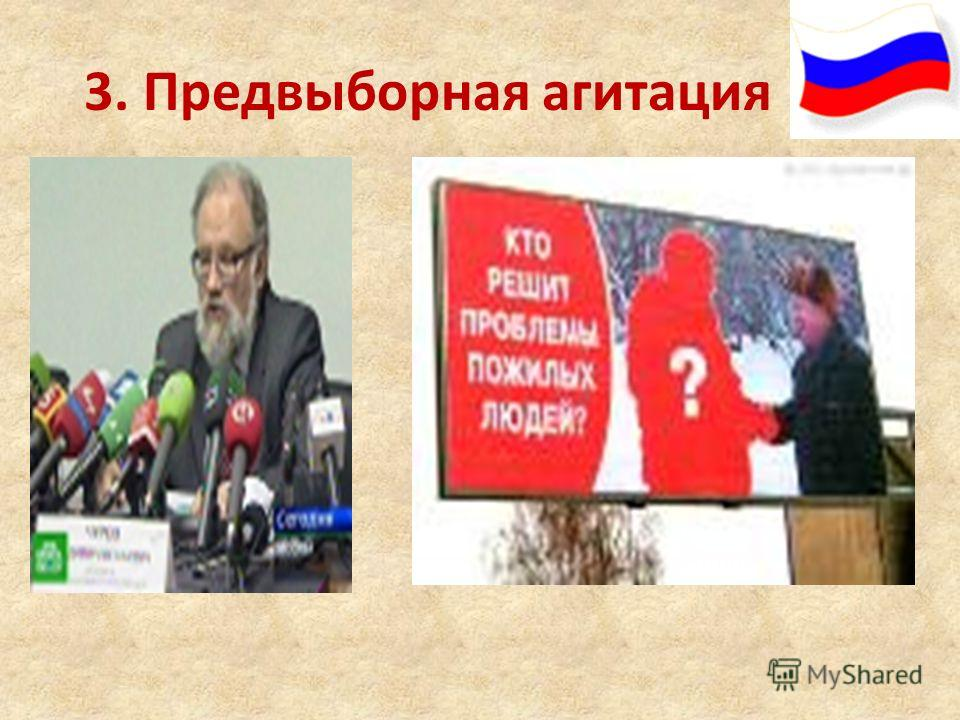 3. Предвыборная агитация
КТО
РЕШИТ
ПРОБЛЕМЫ
ПОЖИЛЫХ
ЛЮДЕЙ?
?
Сегодня
MyShared